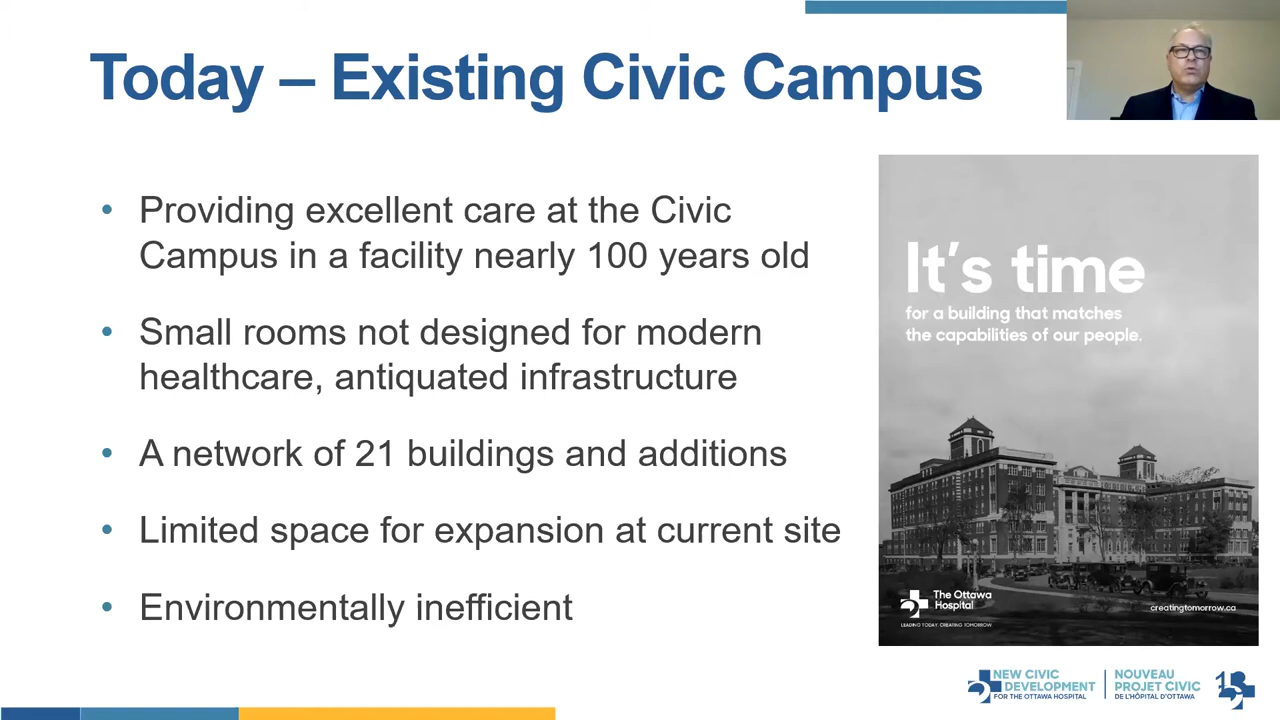 Today – Existing Civic Campus
• Providing excellent care at the Civic
Campus in a facility nearly 100 years old
• Small rooms not designed for modern
healthcare, antiquated infrastructure
• A network of 21 buildings and additions
• Limited space for expansion at current site
• Environmentally inefficient
It's time
for a building that matches
the capabilities of our people.
The Ottawa
Hospital
LEADING TODAY. CREATING TOMORROW
creatingtomorrow.ca
NEW CIVIC
DEVELOPMENT
FOR THE OTTAWA HOSPITAL
NOUVEAU
PROJET CIVIC
DE L'HÔPITAL D'OTTAWA